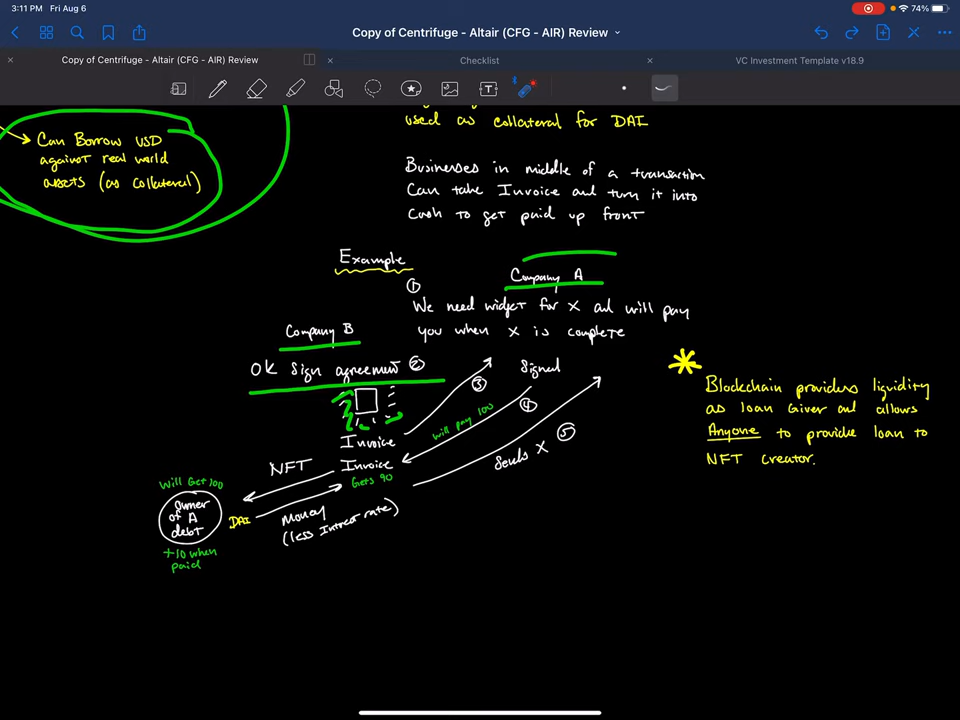 3:11 PM Fri Aug 6
74%
Copy of Centrifuge - Altair (CFG - AIR) Review
Copy of Centrifuge - Altair (CFG - AIR) Review
Checklist
VC Investment Template v18.9
used as collateral for DAI
Can Borrow USD
against real world
assets (as collateral)
Businesses in middle of a transaction
Can take Invoice and turn it into
Cash to get paid up front
Example
Company A
1
We need widget for X and will pay
you when X is complete
Company B
OK Sign agreement 2
3
Signed
4
will pay 100
Invoice
5
Sends X
NFT
Invoice
Gets 90
Will Get 100
owner
of A
debt
DAI
Money
(less Intrest rate)
+10 when
paid
Blockchain provides liquidity
as loan Giver and allows
Anyone to provide loan to
NFT Creator.